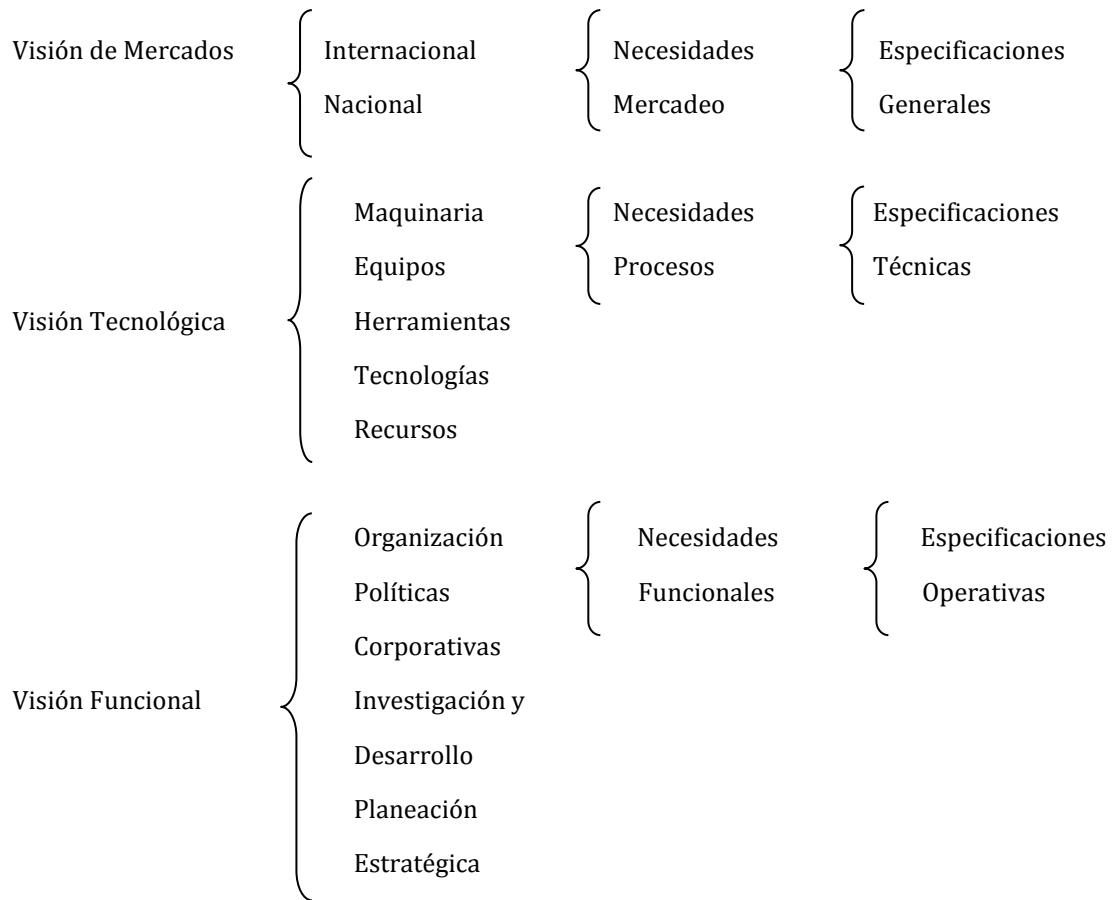 Visión de Mercados Internacional Necesidades Especificaciones
Nacional Mercadeo Generales
Maquinaria Necesidades Especificaciones
Equipos Procesos Técnicas
Visión Tecnológica Herramientas
Tecnologías
Recursos
Organización Necesidades Especificaciones
Políticas Funcionales Operativas
Corporativas
Visión Funcional Investigación y
Desarrollo
Planeación
Estratégica